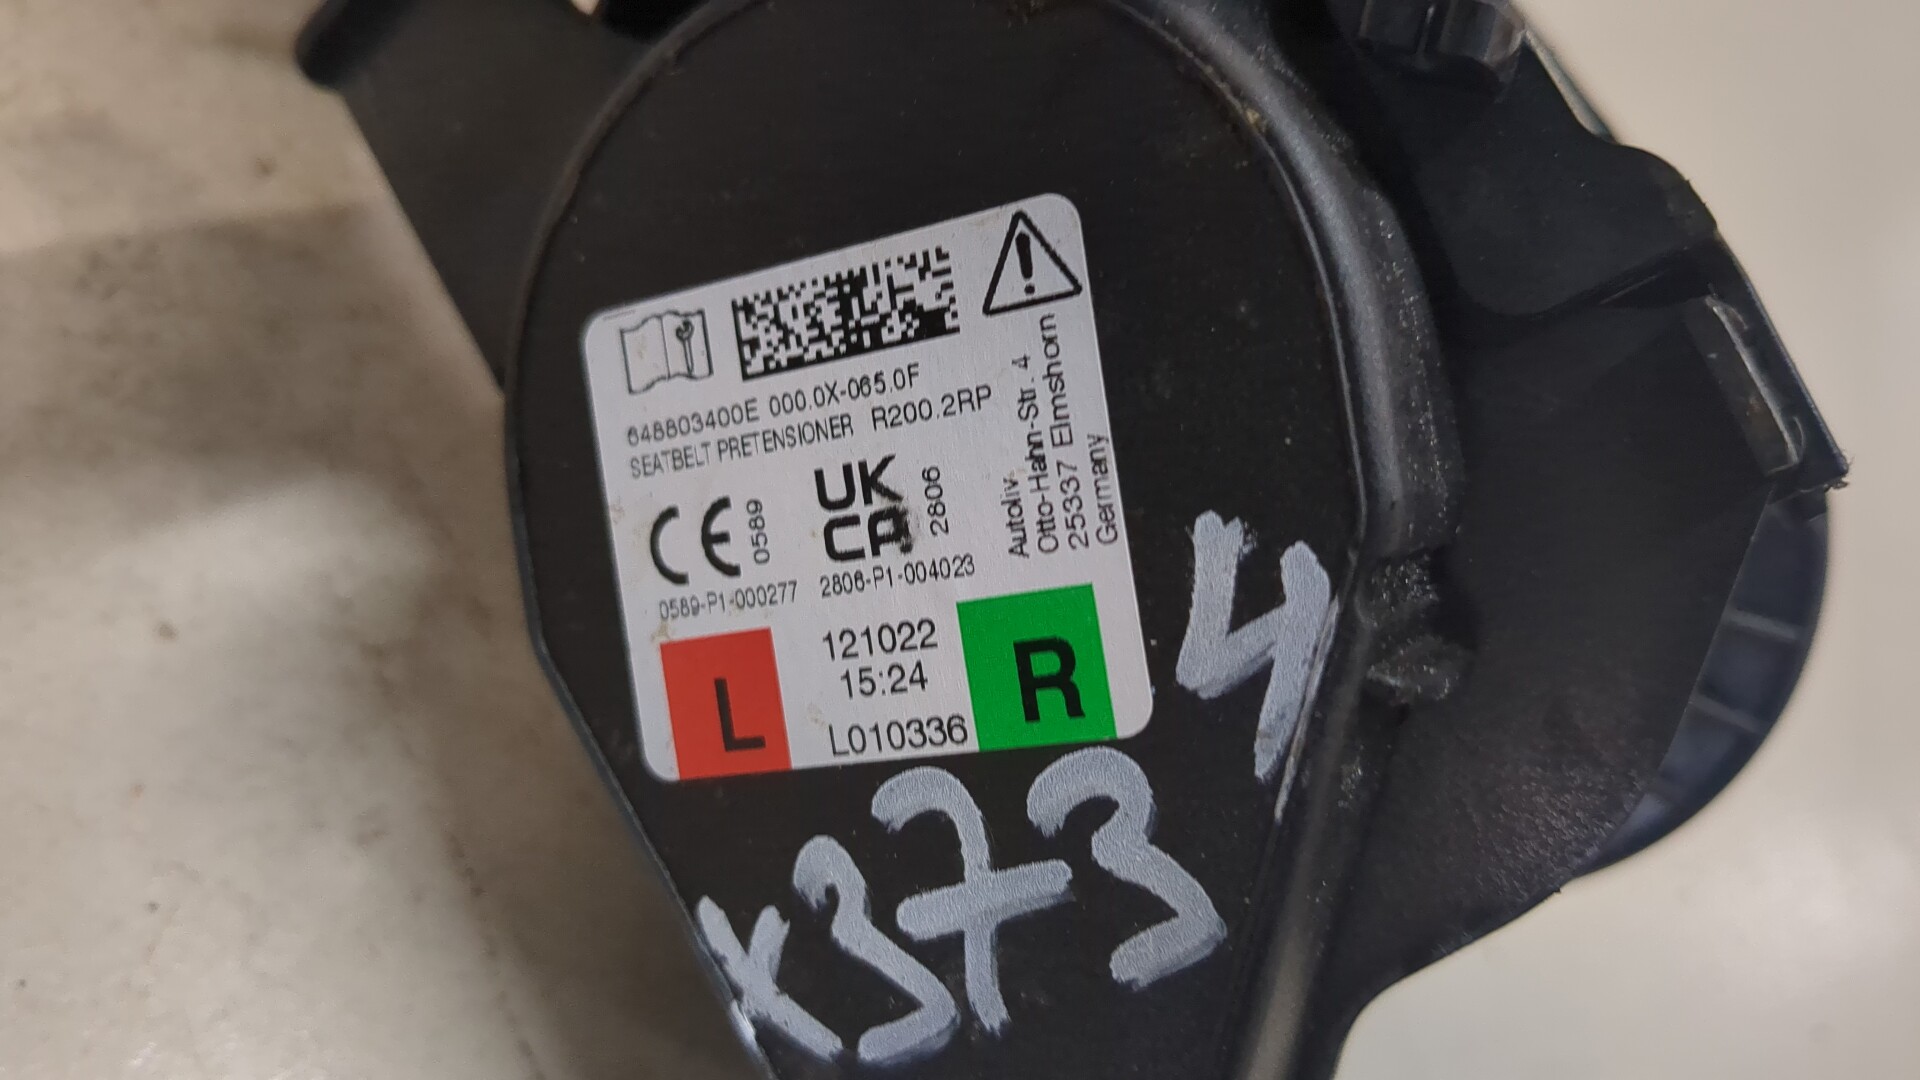 648803400E 000.0X-065.0F
SEATBELT PRETENSIONER R200.2RP
CE 0589
UK
CA 2806
0589-P1-000277 2806-P1-004023
Autoliv.
Otto-Hahn-Str. 4
25337 Elmshorn
Germany
L
121022
15:24
L010336
R
4
x373